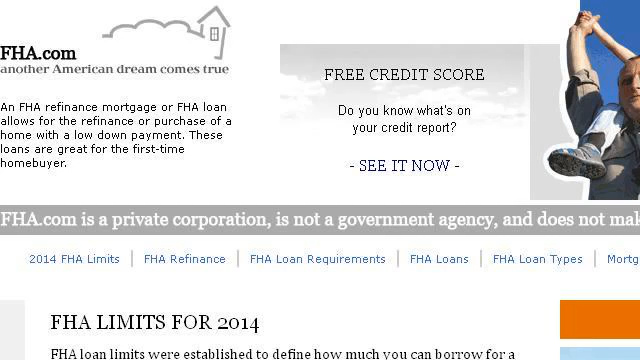 FHA.com
another American dream comes true
An FHA refinance mortgage or FHA loan
allows for the refinance or purchase of a
home with a low down payment. These
loans are great for the first-time
homebuyer.
FREE CREDIT SCORE
Do you know what's on
your credit report?
- SEE IT NOW -
FHA.com is a private corporation, is not a government agency, and does not
2014 FHA Limits | FHA Refinance | FHA Loan Requirements | FHA Loans | FHA Loan Types |
FHA LIMITS FOR 2014
FHA loan limits were established to define how much you can borrow for a